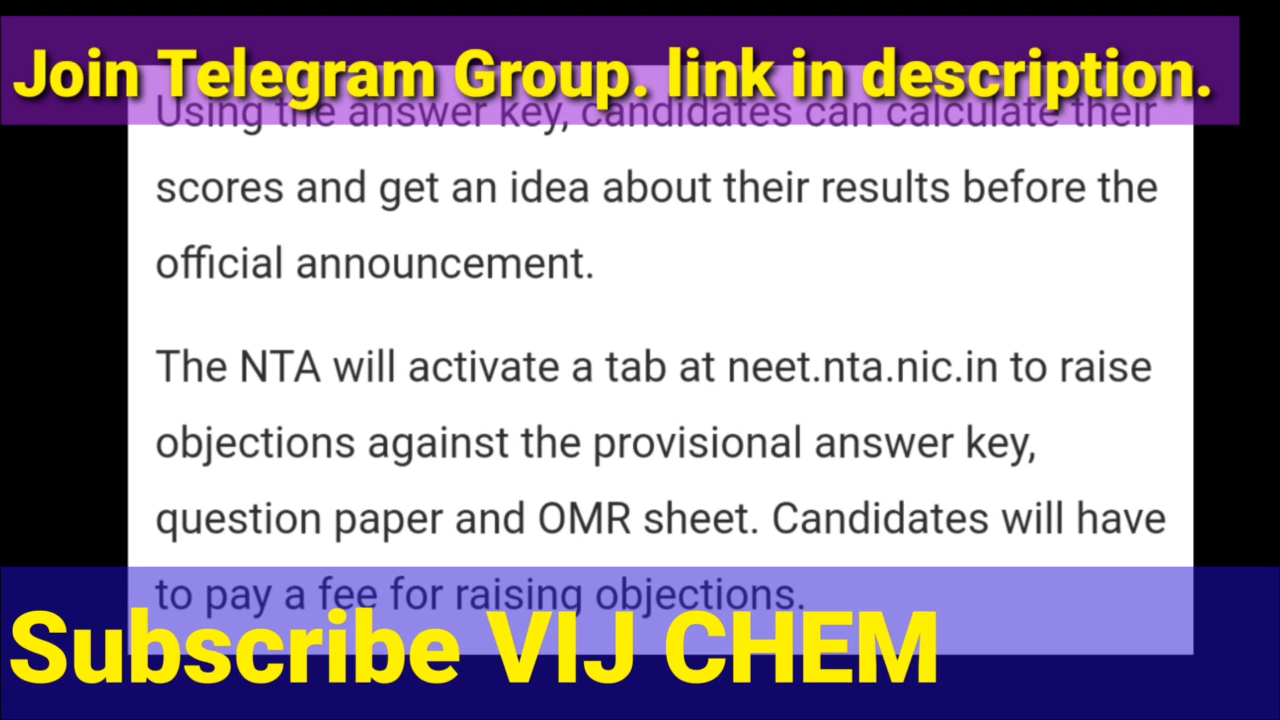 Join Telegram Group. link in description.
Using the answer key, candidates can calculate their
scores and get an idea about their results before the
official announcement.
The NTA will activate a tab at neet.nta.nic.in to raise
objections against the provisional answer key,
question paper and OMR sheet. Candidates will have
to pay a fee for raising objections.
Subscribe VIJ CHEM